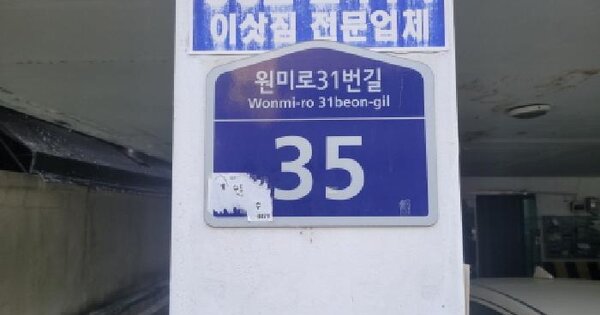 이삿짐 전문업체
원미로31번길
Wonmi-ro 31beon-gil
35